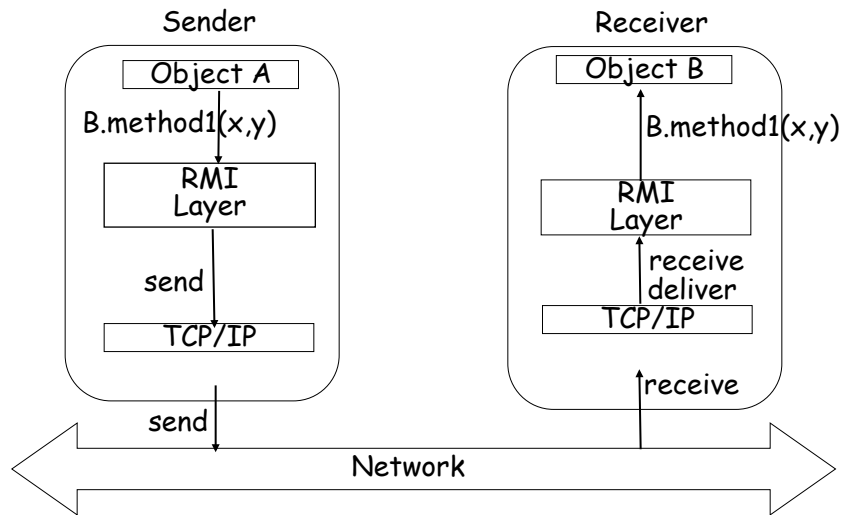 Sender
Object A
B.method1(x,y)
RMI
Layer
send
TCP/IP
send
Receiver
Object B
B.method1(x,y)
RMI
Layer
receive
deliver
TCP/IP
receive
Network